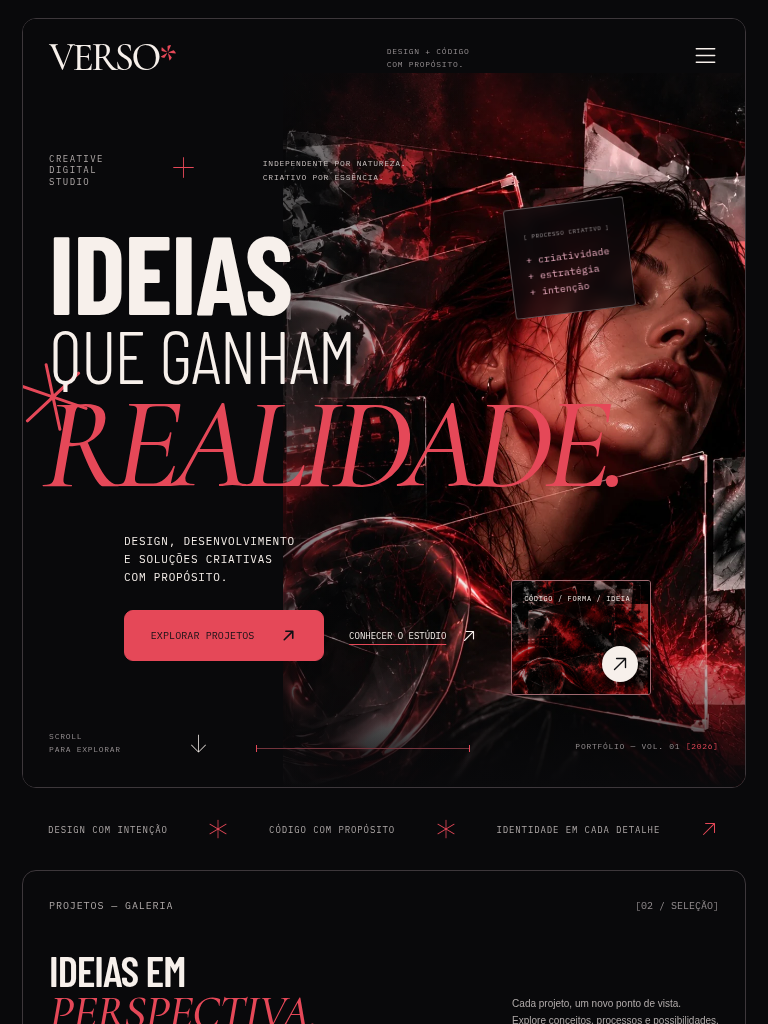 VERSO*
DESIGN + CÓDIGO
COM PROPÓSITO.
CREATIVE
DIGITAL
STUDIO
INDEPENDENTE POR NATUREZA.
CRIATIVO POR ESSÊNCIA.
[ PROCESSO CRIATIVO ]
+ criatividade
+ estratégia
+ intenção
IDEIAS
QUE GANHAM
REALIDADE.
DESIGN, DESENVOLVIMENTO
E SOLUÇÕES CRIATIVAS
COM PROPÓSITO.
EXPLORAR PROJETOS
CONHECER O ESTÚDIO
CÓDIGO / FORMA / IDEIA
SCROLL
PARA EXPLORAR
PORTFÓLIO — VOL. 01 [2026]
DESIGN COM INTENÇÃO
CÓDIGO COM PROPÓSITO
IDENTIDADE EM CADA DETALHE
PROJETOS — GALERIA
[02 / SELEÇÃO]
IDEIAS EM
PERSPECTIVA.
Cada projeto, um novo ponto de vista.
Explore conceitos, processos e possibilidades.